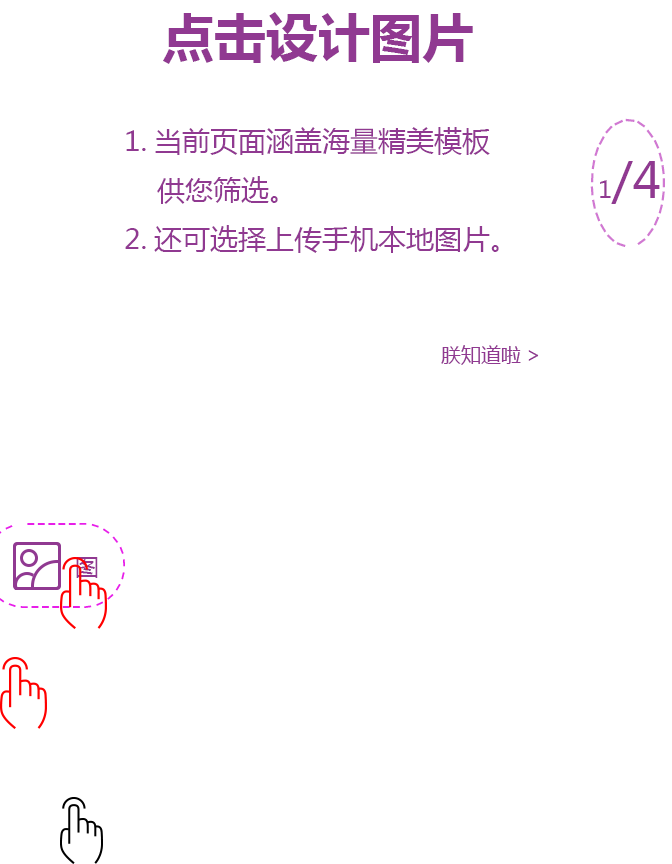 点击设计图片
1. 当前页面涵盖海量精美模板
供您筛选。
2. 还可选择上传手机本地图片。
1/4
朕知道啦 >
图